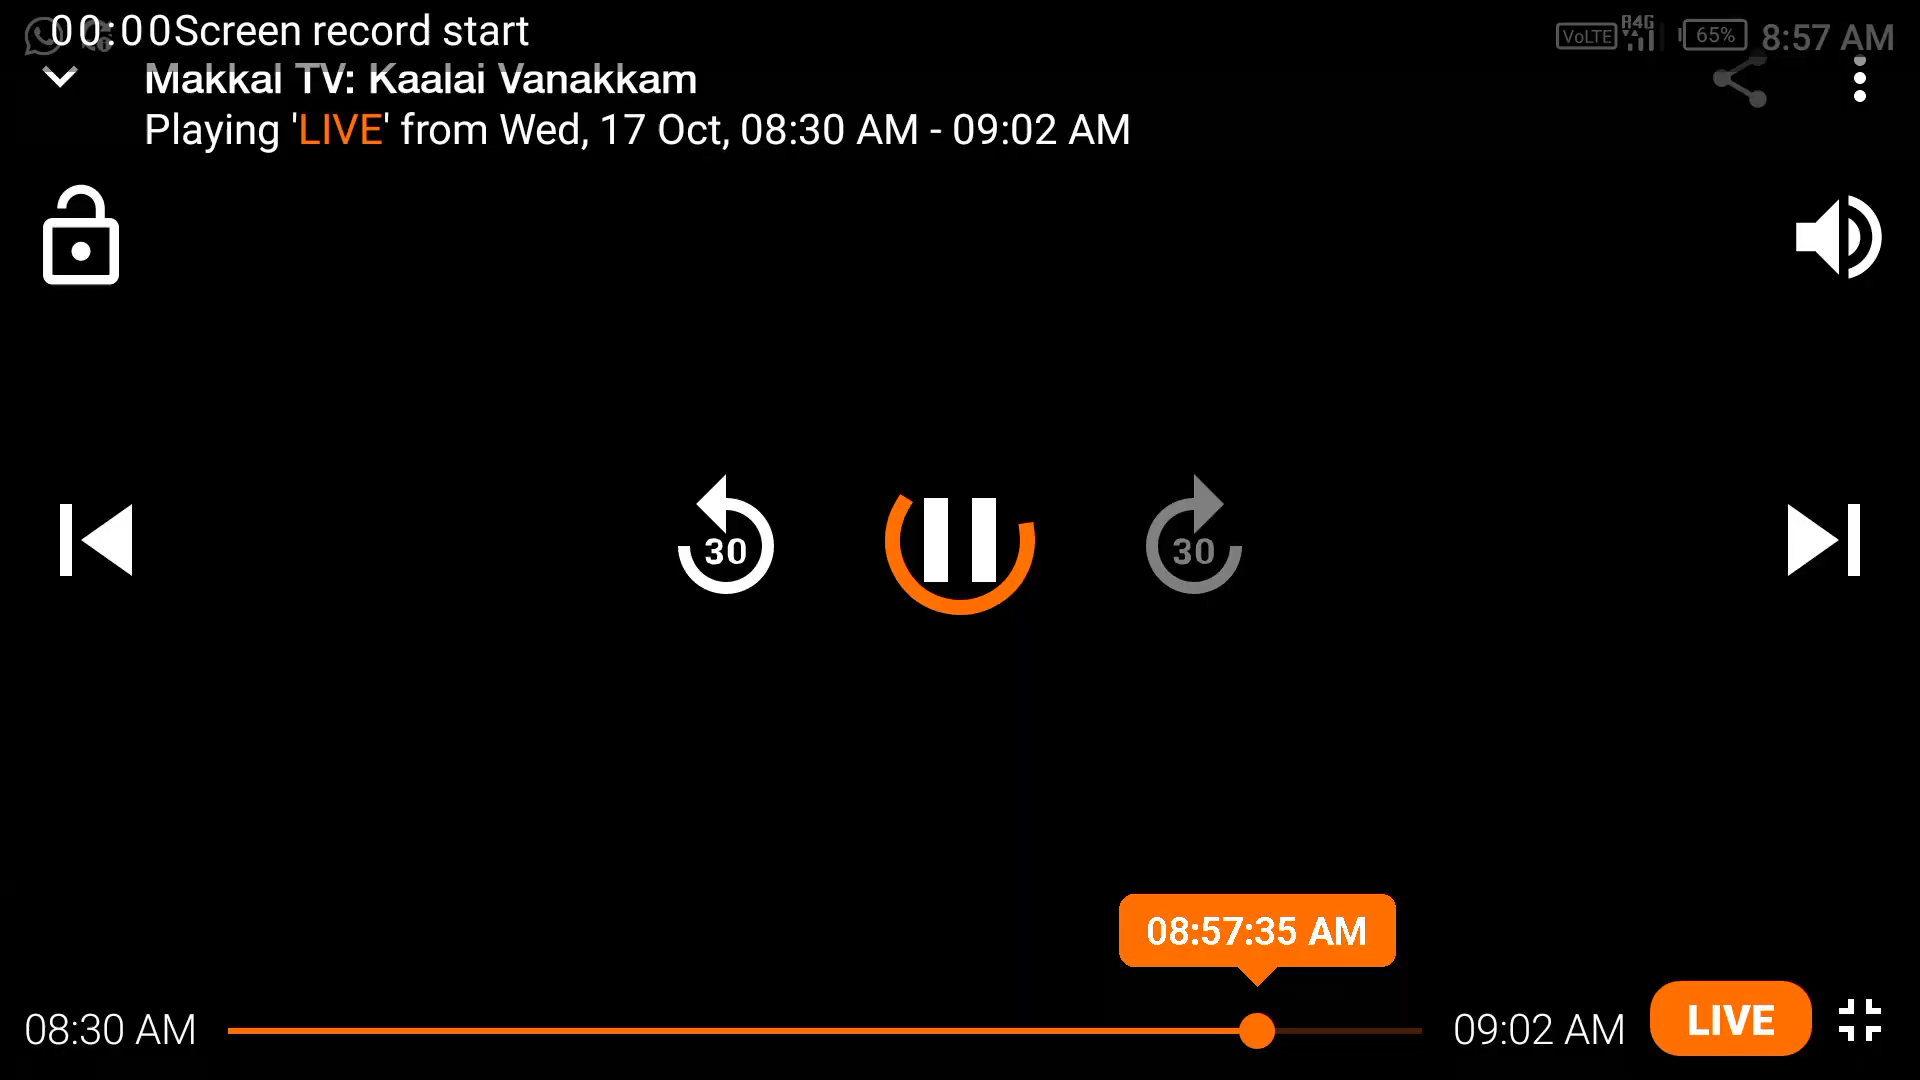 00:00Screen record start
VoLTE R4G 65% 8:57 AM
Makkal TV: Kaalai Vanakkam
Playing 'LIVE' from Wed, 17 Oct, 08:30 AM - 09:02 AM
30
30
08:57:35 AM
08:30 AM
09:02 AM
LIVE